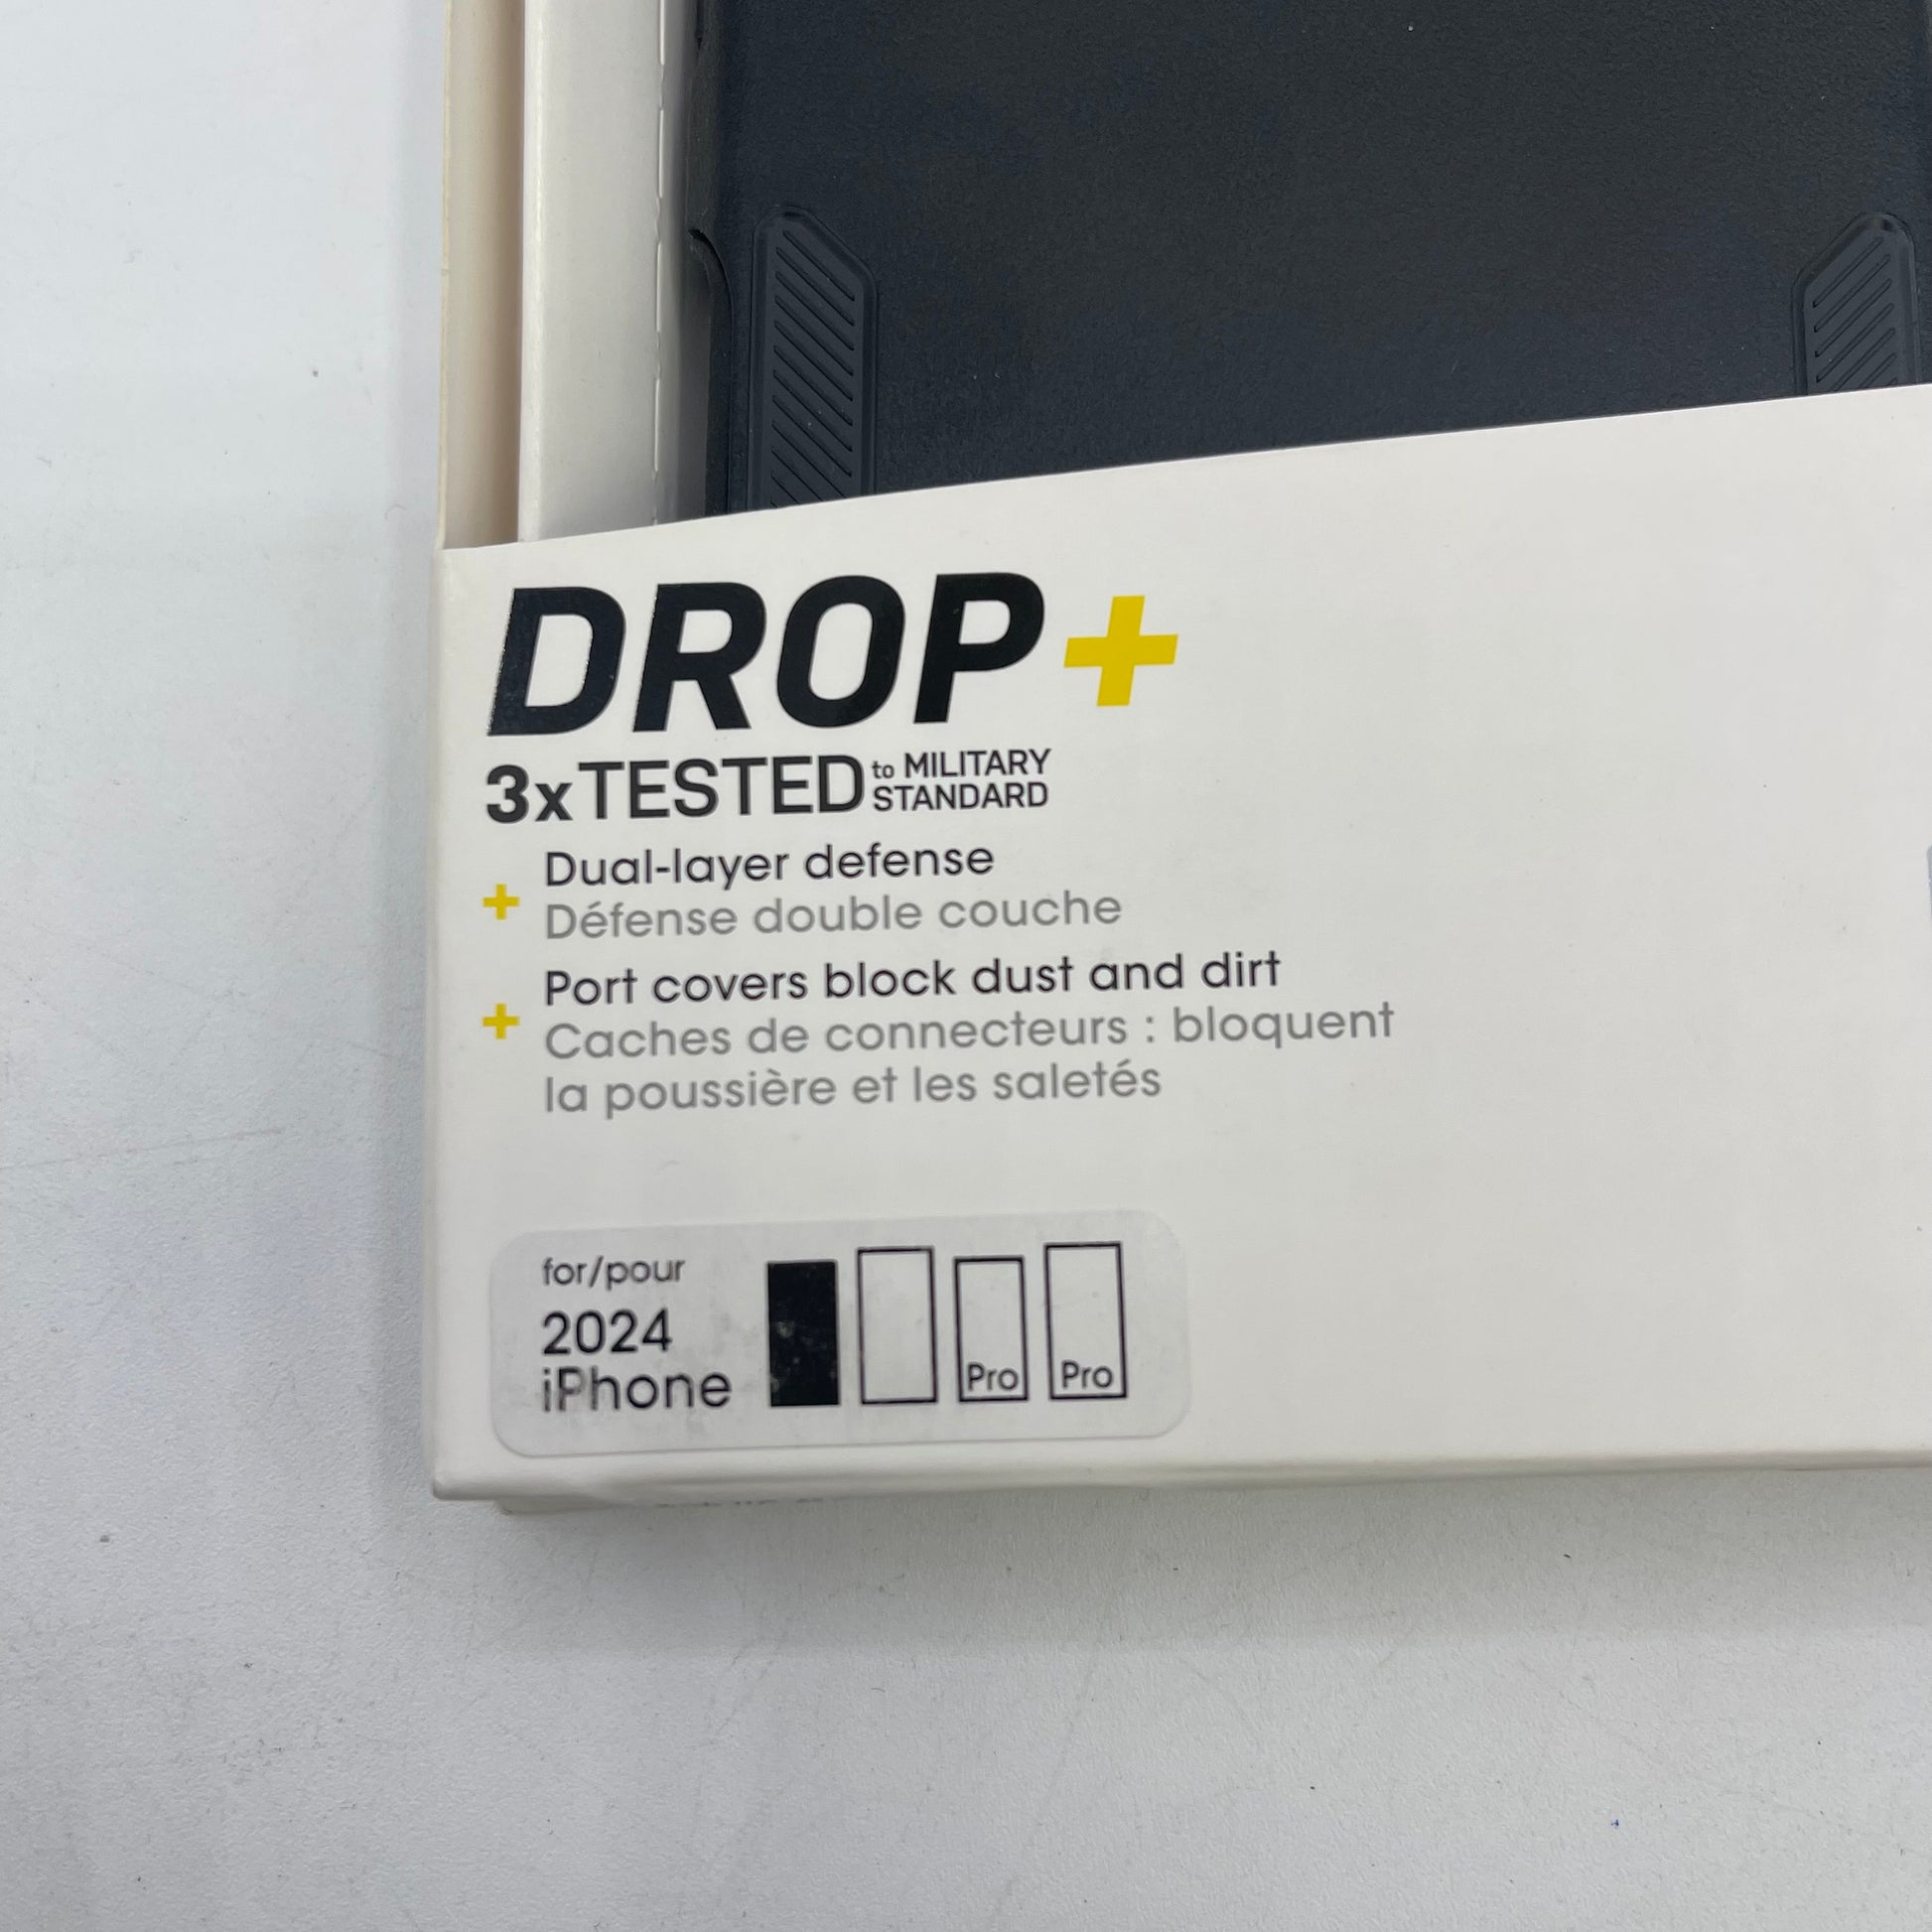 DROP+
3xTESTED to MILITARY
STANDARD
+ Dual-layer defense
Défense double couche
+ Port covers block dust and dirt
Caches de connecteurs : bloquent
la poussière et les saletés
for/pour
2024
iPhone
Pro
Pro